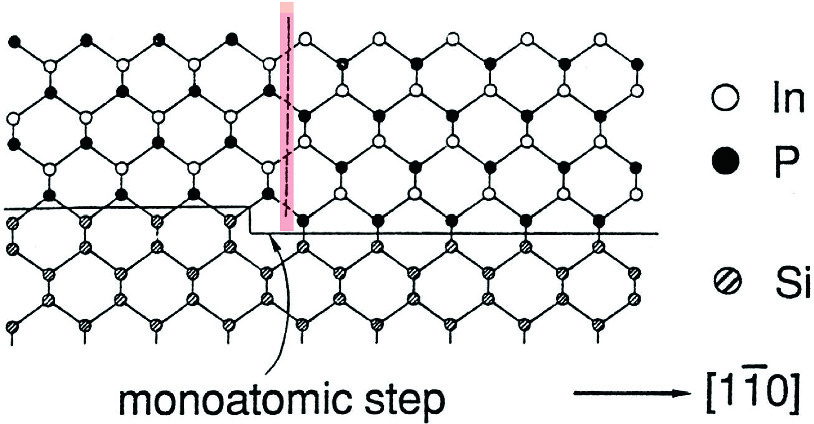 In
P
Si
monoatomic step
[11̅0]